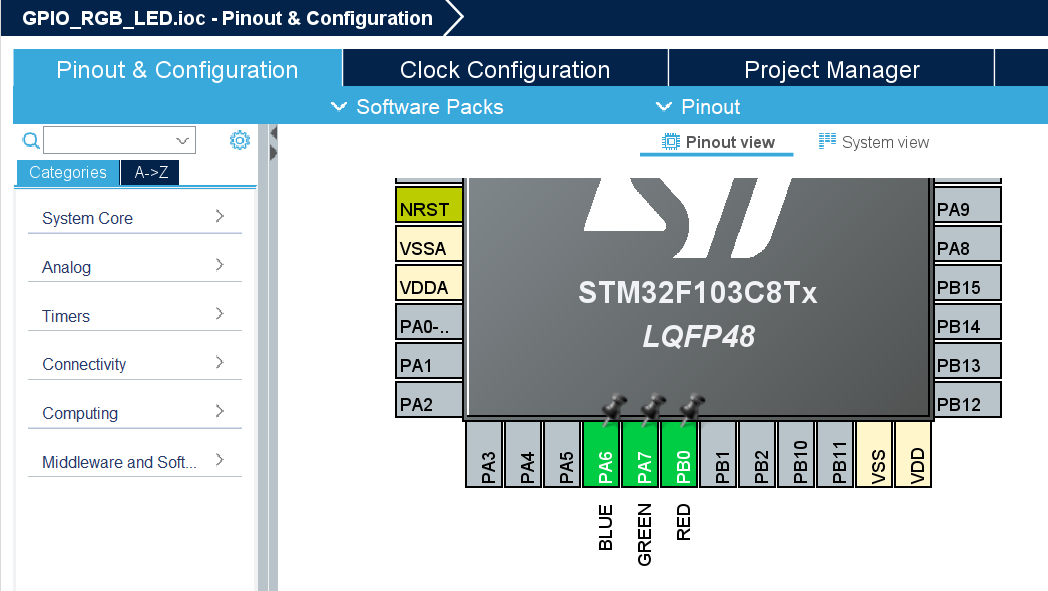 GPIO_RGB_LED.ioc - Pinout & Configuration
Pinout & Configuration
Clock Configuration
Project Manager
Software Packs
Pinout
Pinout view
System view
Categories
A->Z
System Core
Analog
Timers
Connectivity
Computing
Middleware and Soft...
NRST
VSSA
VDDA
PA0-..
PA1
PA2
STM32F103C8Tx
LQFP48
PA9
PA8
PB15
PB14
PB13
PB12
PA3
PA4
PA5
PA6
PA7
PB0
PB1
PB2
PB10
PB11
VSS
VDD
BLUE
GREEN
RED